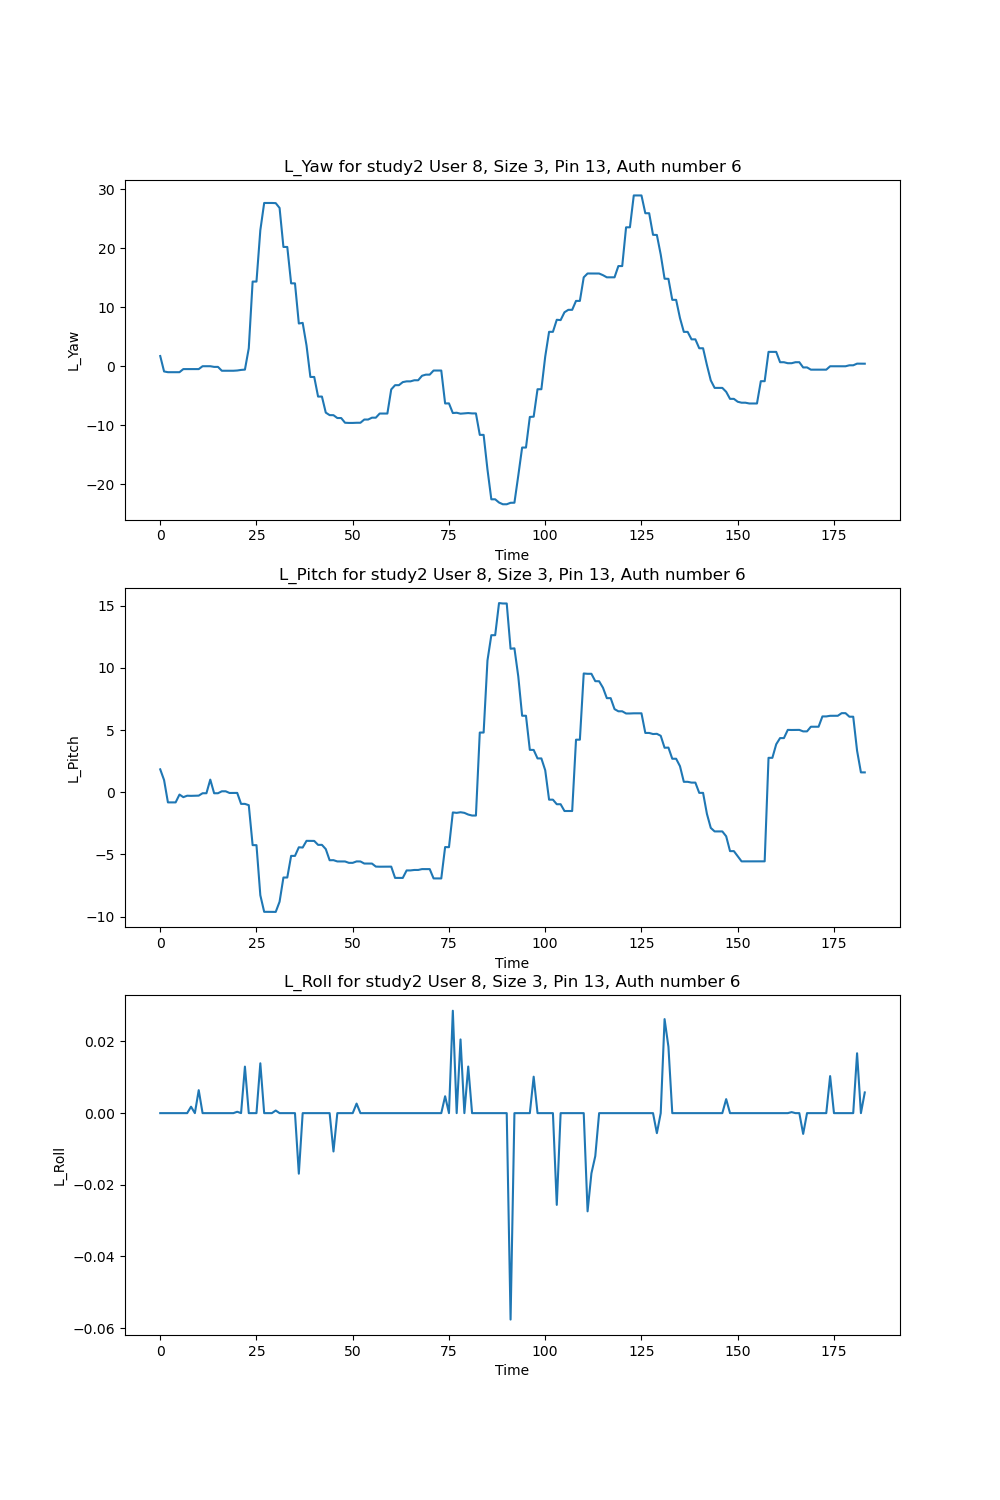 L_Yaw for study2 User 8, Size 3, Pin 13, Auth number 6
30
20
10
0
−10
−20
L_Yaw
0 25 50 75 100 125 150 175
Time
L_Pitch for study2 User 8, Size 3, Pin 13, Auth number 6
15
10
5
0
−5
−10
L_Pitch
0 25 50 75 100 125 150 175
Time
L_Roll for study2 User 8, Size 3, Pin 13, Auth number 6
0.02
0.00
−0.02
−0.04
−0.06
L_Roll
0 25 50 75 100 125 150 175
Time